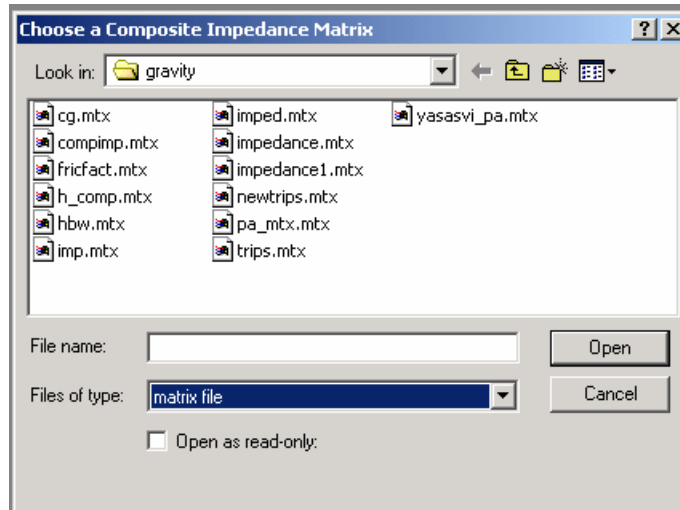 Choose a Composite Impedance Matrix
Look in: gravity
cg.mtx imped.mtx yasasvi_pa.mtx
compimp.mtx impedance.mtx
fricfact.mtx impedance1.mtx
h_comp.mtx newtrips.mtx
hbw.mtx pa_mtx.mtx
imp.mtx trips.mtx
File name: Open
Files of type: matrix file Cancel
Open as read-only: